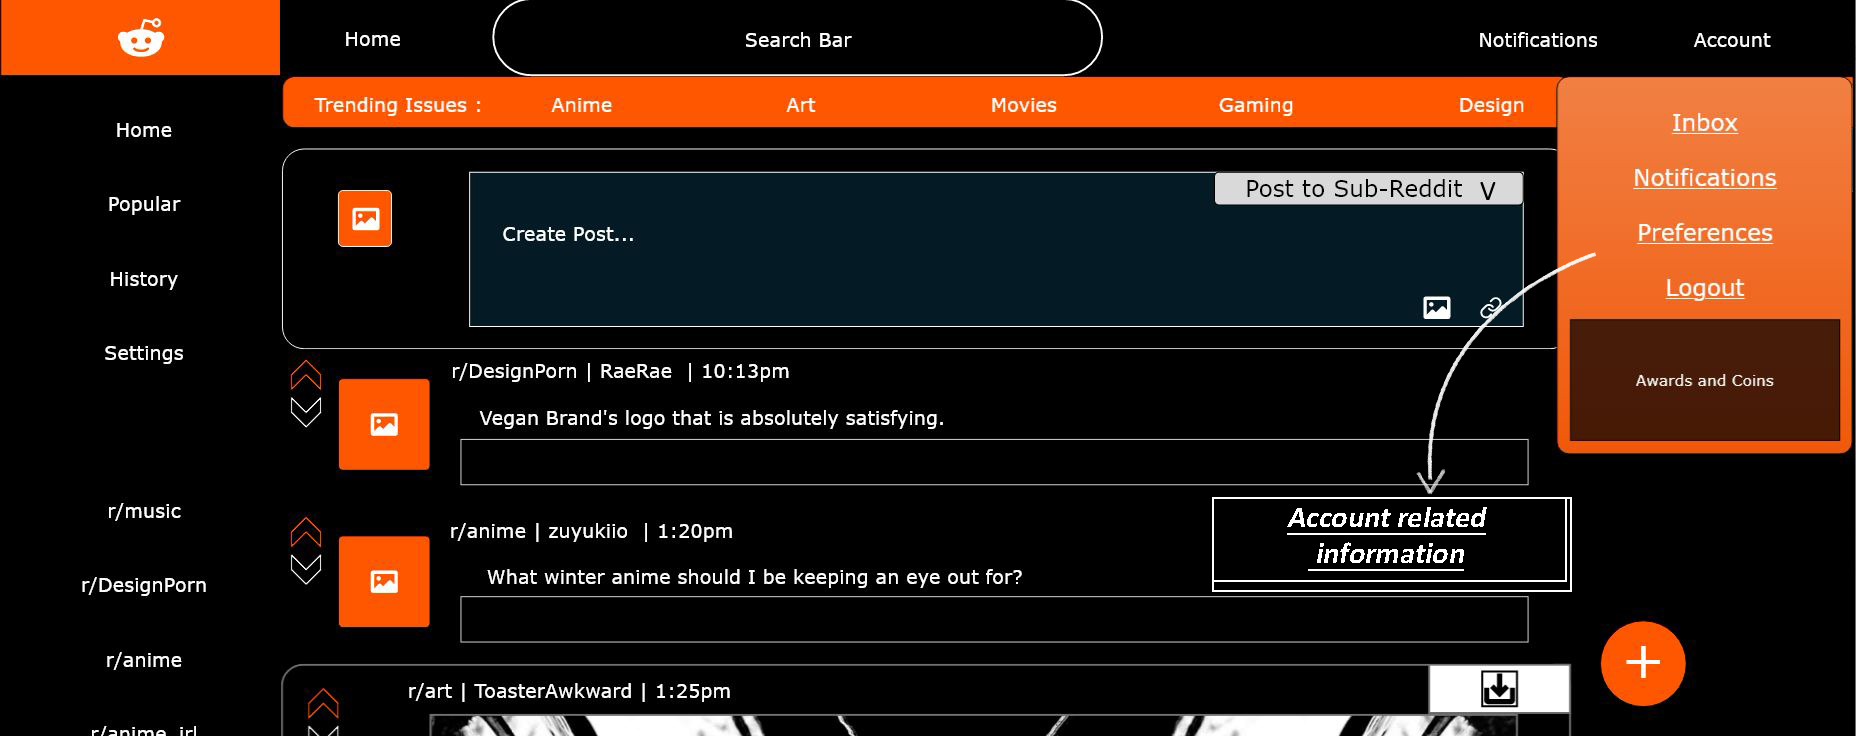 Home
Search Bar
Notifications
Account
Trending Issues :
Anime
Art
Movies
Gaming
Design
Home
Popular
History
Settings
r/music
r/DesignPorn
r/anime
r/anime_irl
Post to Sub-Reddit V
Create Post...
r/DesignPorn | RaeRae | 10:13pm
Vegan Brand's logo that is absolutely satisfying.
r/anime | zuyukiio | 1:20pm
What winter anime should I be keeping an eye out for?
r/art | ToasterAwkward | 1:25pm
Inbox
Notifications
Preferences
Logout
Awards and Coins
Account related
information